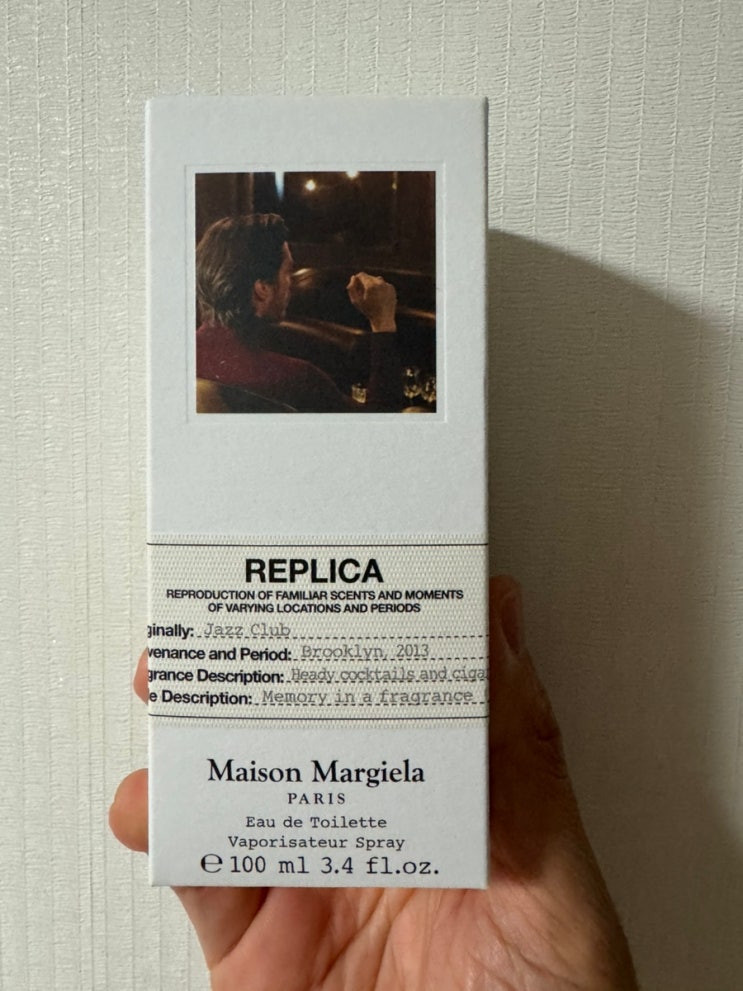 REPLICA
REPRODUCTION OF FAMILIAR SCENTS AND MOMENTS
OF VARYING LOCATIONS AND PERIODS
ginally: Jazz Club
venance and Period: Brooklyn, 2013
grance Description: Heady cocktails and cigar
e Description: Memory in a fragrance
Maison Margiela
PARIS
Eau de Toilette
Vaporisateur Spray
℮ 100 ml 3.4 fl.oz.